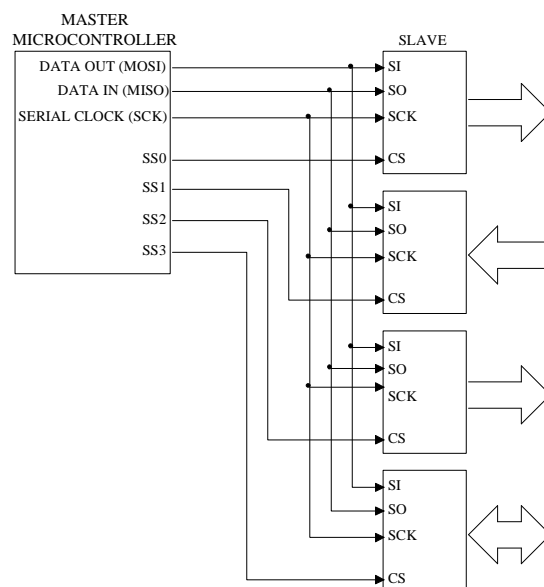 MASTER
MICROCONTROLLER
DATA OUT (MOSI)
DATA IN (MISO)
SERIAL CLOCK (SCK)
SS0
SS1
SS2
SS3
SLAVE
SI
SO
SCK
CS
SI
SO
SCK
CS
SI
SO
SCK
CS
SI
SO
SCK
CS